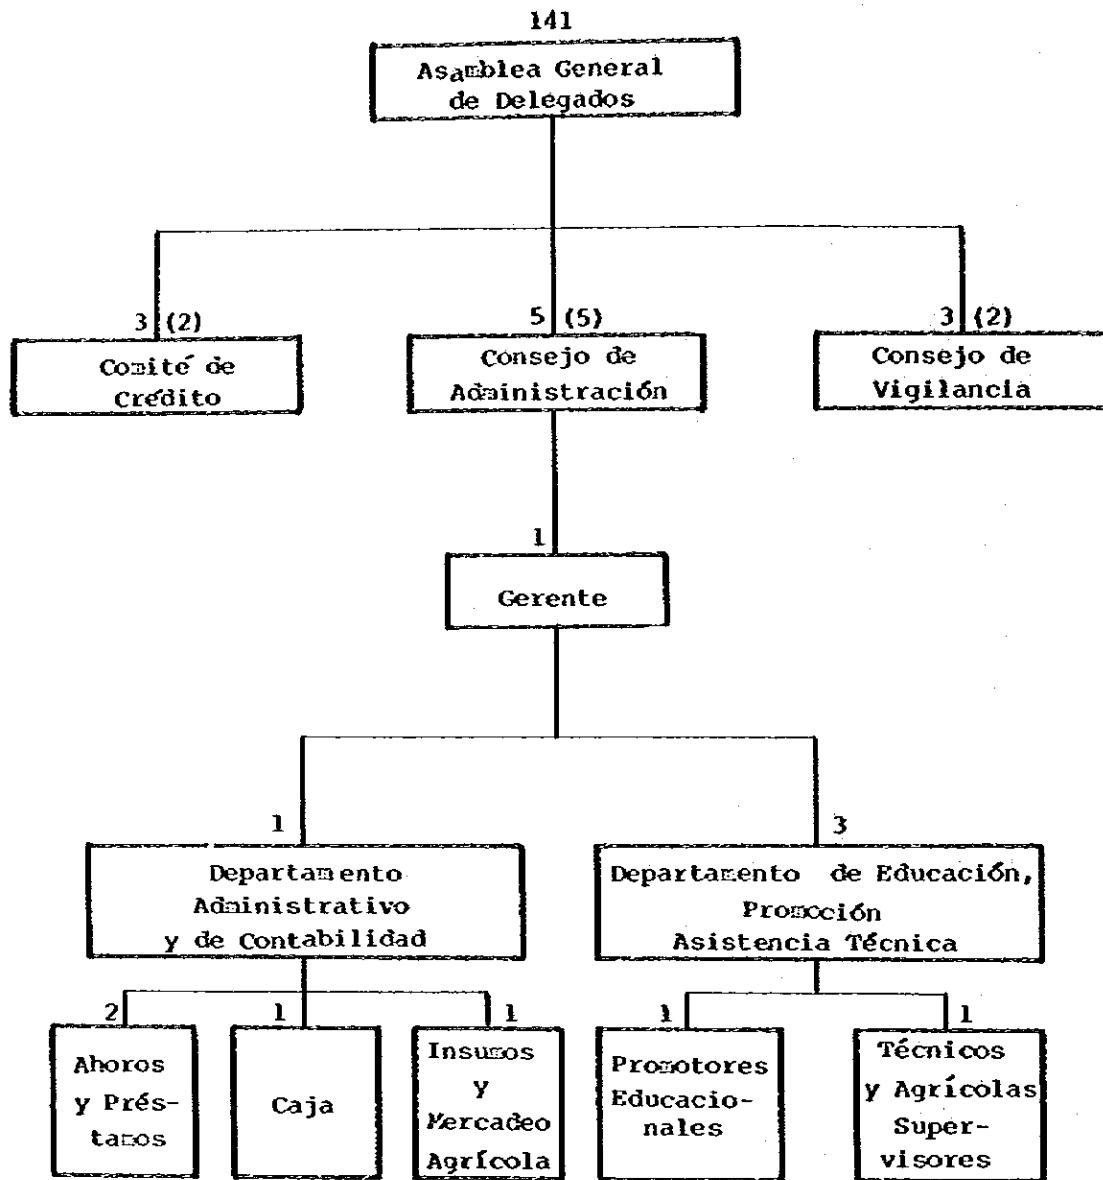 141
Asamblea General
de Delegados
3 (2)
Comité de
Crédito
5 (5)
Consejo de
Administración
3 (2)
Consejo de
Vigilancia
1
Gerente
1
Departamento
Administrativo
y de Contabilidad
3
Departamento de Educación,
Promoción
Asistencia Técnica
2
Ahoros
y Prés-
tamos
1
Caja
1
Insumos
y
Mercadeo
Agrícola
1
Promotores
Educacio-
nales
1
Técnicos
y Agrícolas
Super-
visores